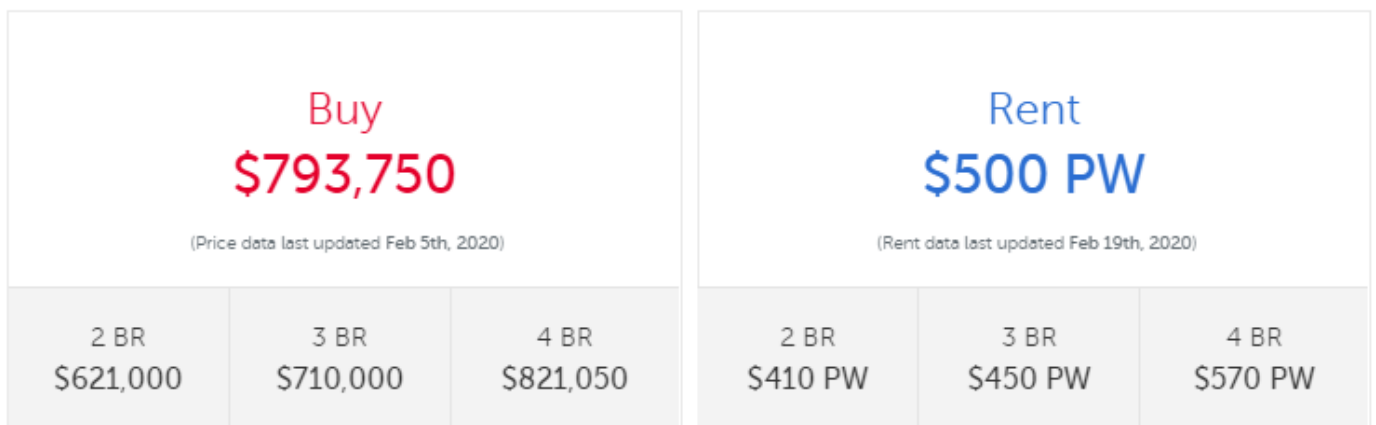 Buy
$793,750
(Price data last updated Feb 5th, 2020)
2 BR
$621,000
3 BR
$710,000
4 BR
$821,050
Rent
$500 PW
(Rent data last updated Feb 19th, 2020)
2 BR
$410 PW
3 BR
$450 PW
4 BR
$570 PW